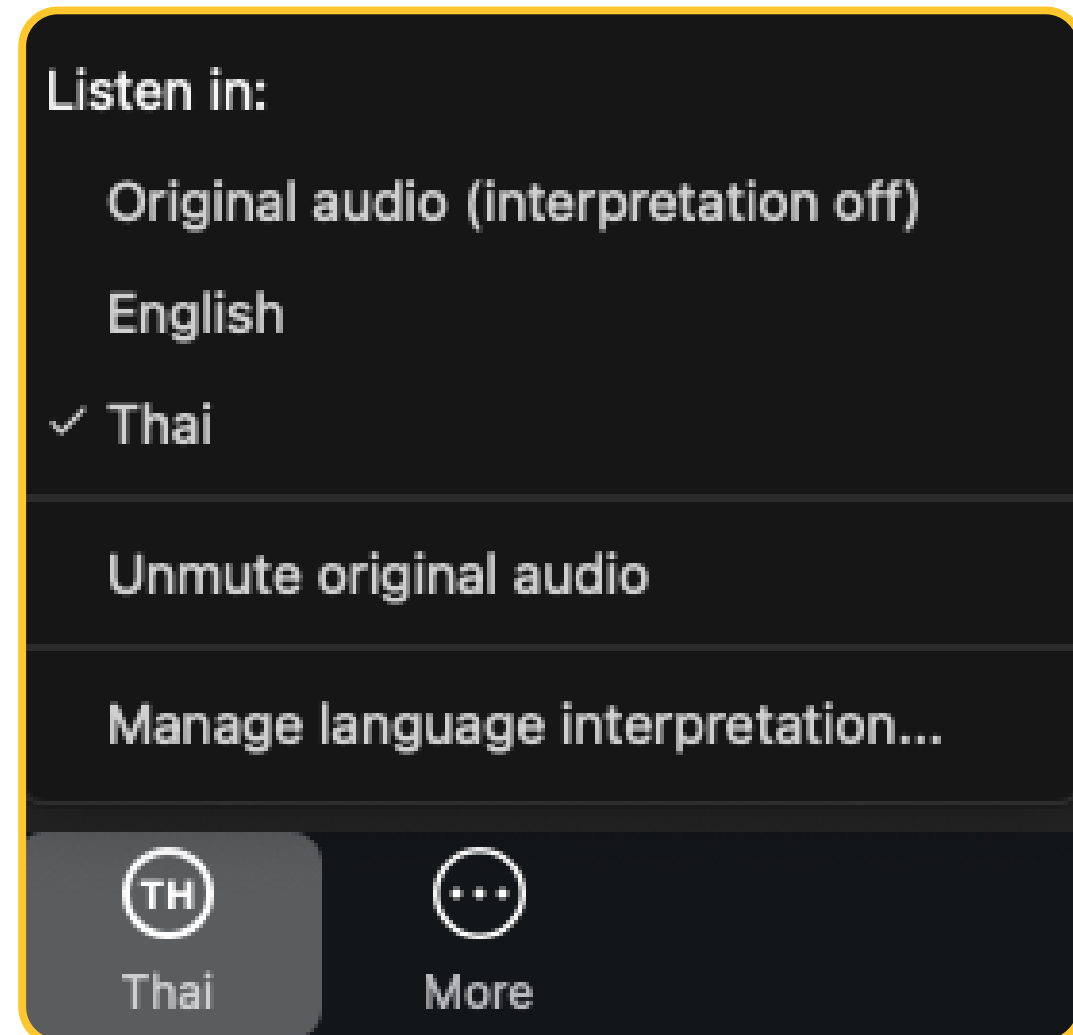 Listen in:
Original audio (interpretation off)
English
✓ Thai
Unmute original audio
Manage language interpretation...
TH
Thai
More